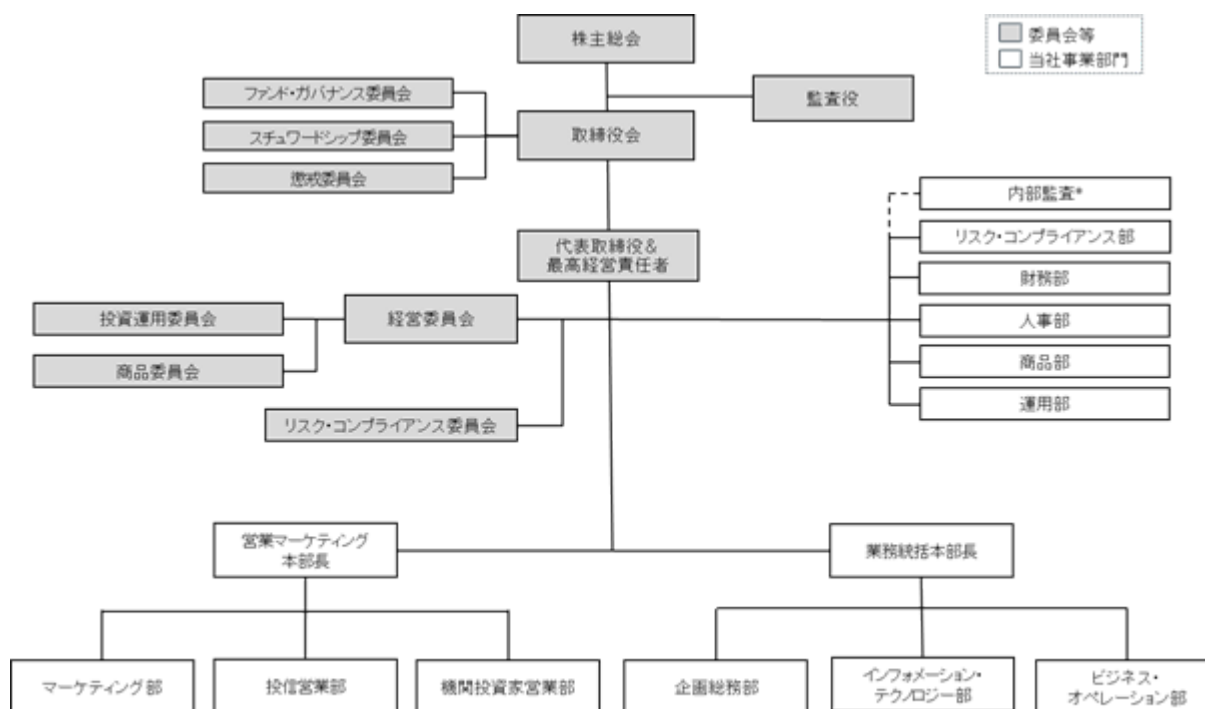 株主総会
委員会等
当社事業部門
ファンド・ガバナンス委員会
監査役
スチュワードシップ委員会
取締役会
懲戒委員会
内部監査*
代表取締役&
最高経営責任者
リスク・コンプライアンス部
財務部
投資運用委員会
経営委員会
人事部
商品委員会
商品部
運用部
リスク・コンプライアンス委員会
営業マーケティング
本部長
業務統括本部長
マーケティング部
投信営業部
機関投資家営業部
企画総務部
インフォメーション・
テクノロジー部
ビジネス・
オペレーション部